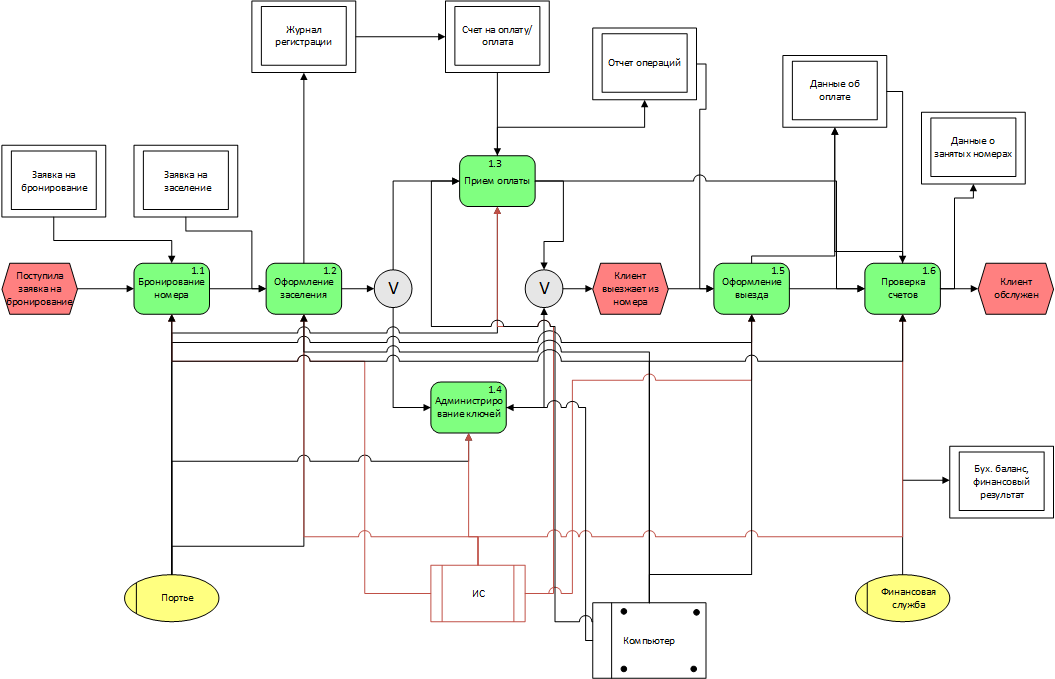 Журнал
регистрации
Счет на оплату/
оплата
Отчет операций
Данные об
оплате
Данные о
занятых номерах
Заявка на
бронирование
Заявка на
заселение
1.3
Прием оплаты
Поступила
заявка на
бронирование
1.1
Бронирование
номера
1.2
Оформление
заселения
V
V
Клиент
выезжает из
номера
1.5
Оформление
выезда
1.6
Проверка
счетов
Клиент
обслужен
1.4
Администриро
вание ключей
Бух. баланс,
финансовый
результат
Портье
ИС
Финансовая
служба
Компьютер